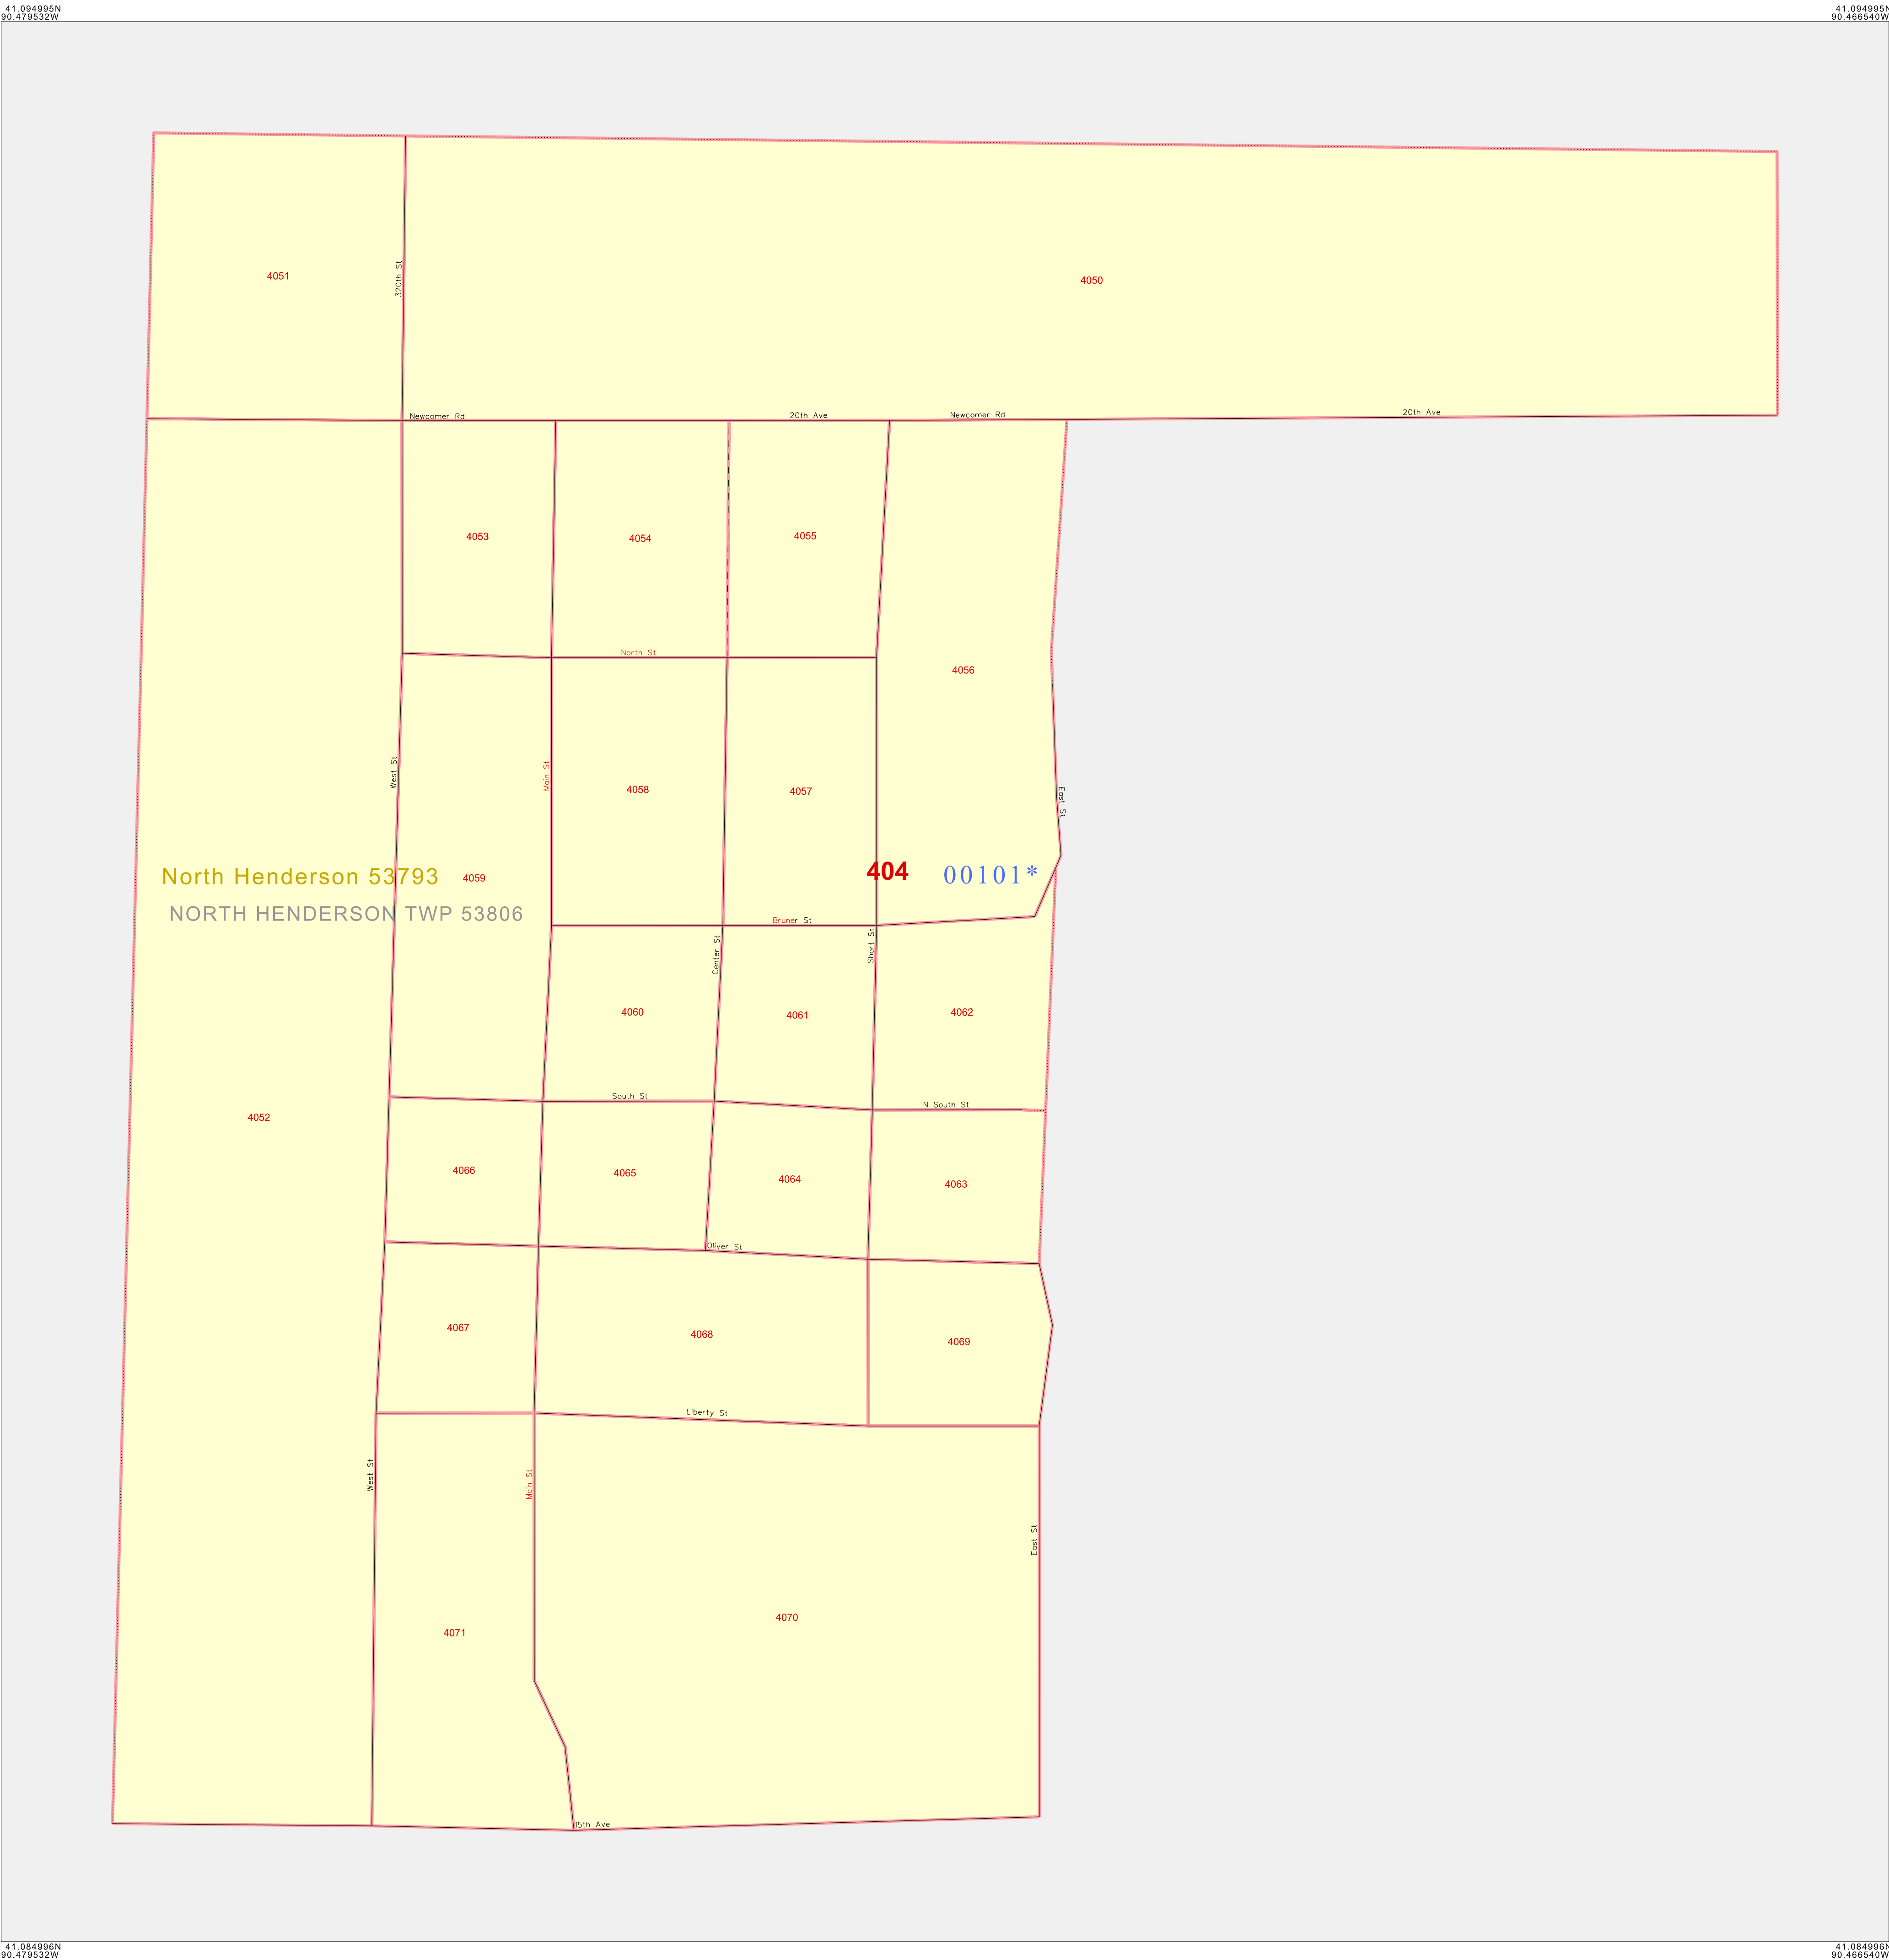 41.094995N
90.479532W
41.094995N
90.466540W
4051
320th St
4050
Newcomer Rd
20th Ave
Newcomer Rd
20th Ave
4053
4054
4055
North St
4056
West St
Main St
4058
4057
East St
404
00101*
North Henderson 53793
4059
NORTH HENDERSON TWP 53806
Bruner St
Center St
Short St
4060
4061
4062
South St
N South St
4052
4066
4065
4064
4063
Oliver St
4067
4068
4069
Liberty St
West St
Main St
East St
4070
4071
15th Ave
41.084996N
90.479532W
41.084996N
90.466540W